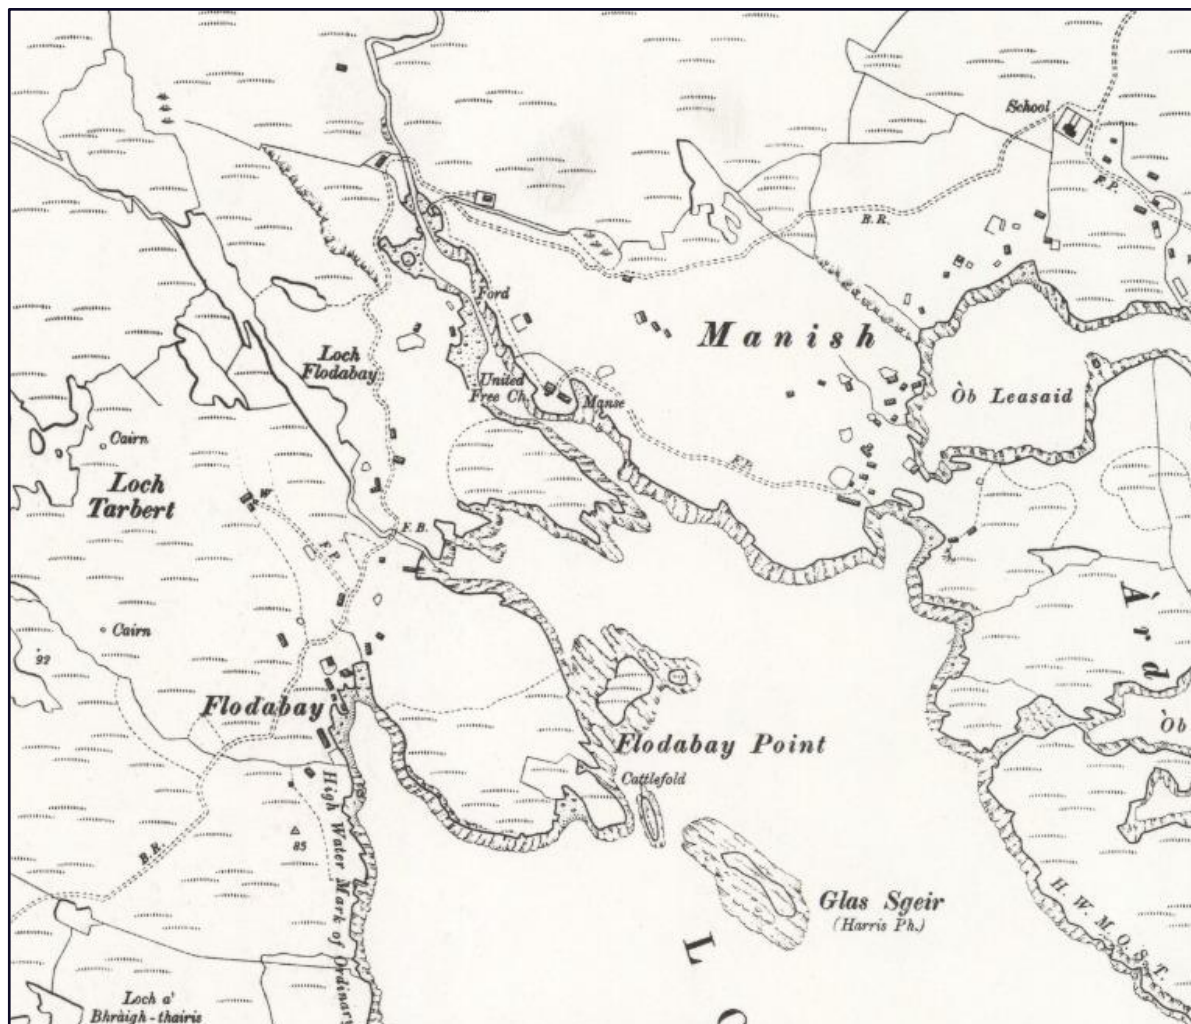 School
F. P.
B. R.
Ford
Manish
Loch
Flodabay
United
Free Ch.
Manse
Òb Leasaid
Cairn
Loch
Tarbert
W
F. P.
F. B.
Àrd
Cairn
92
Flodabay
Òb
Flodabay Point
Cattlefold
High Water Mark of Ordinary
85
B. R.
Glas Sgeir
(Harris Ph.)
H. W. M. O. S. T.
L
Loch a'
Bhràigh-thairis